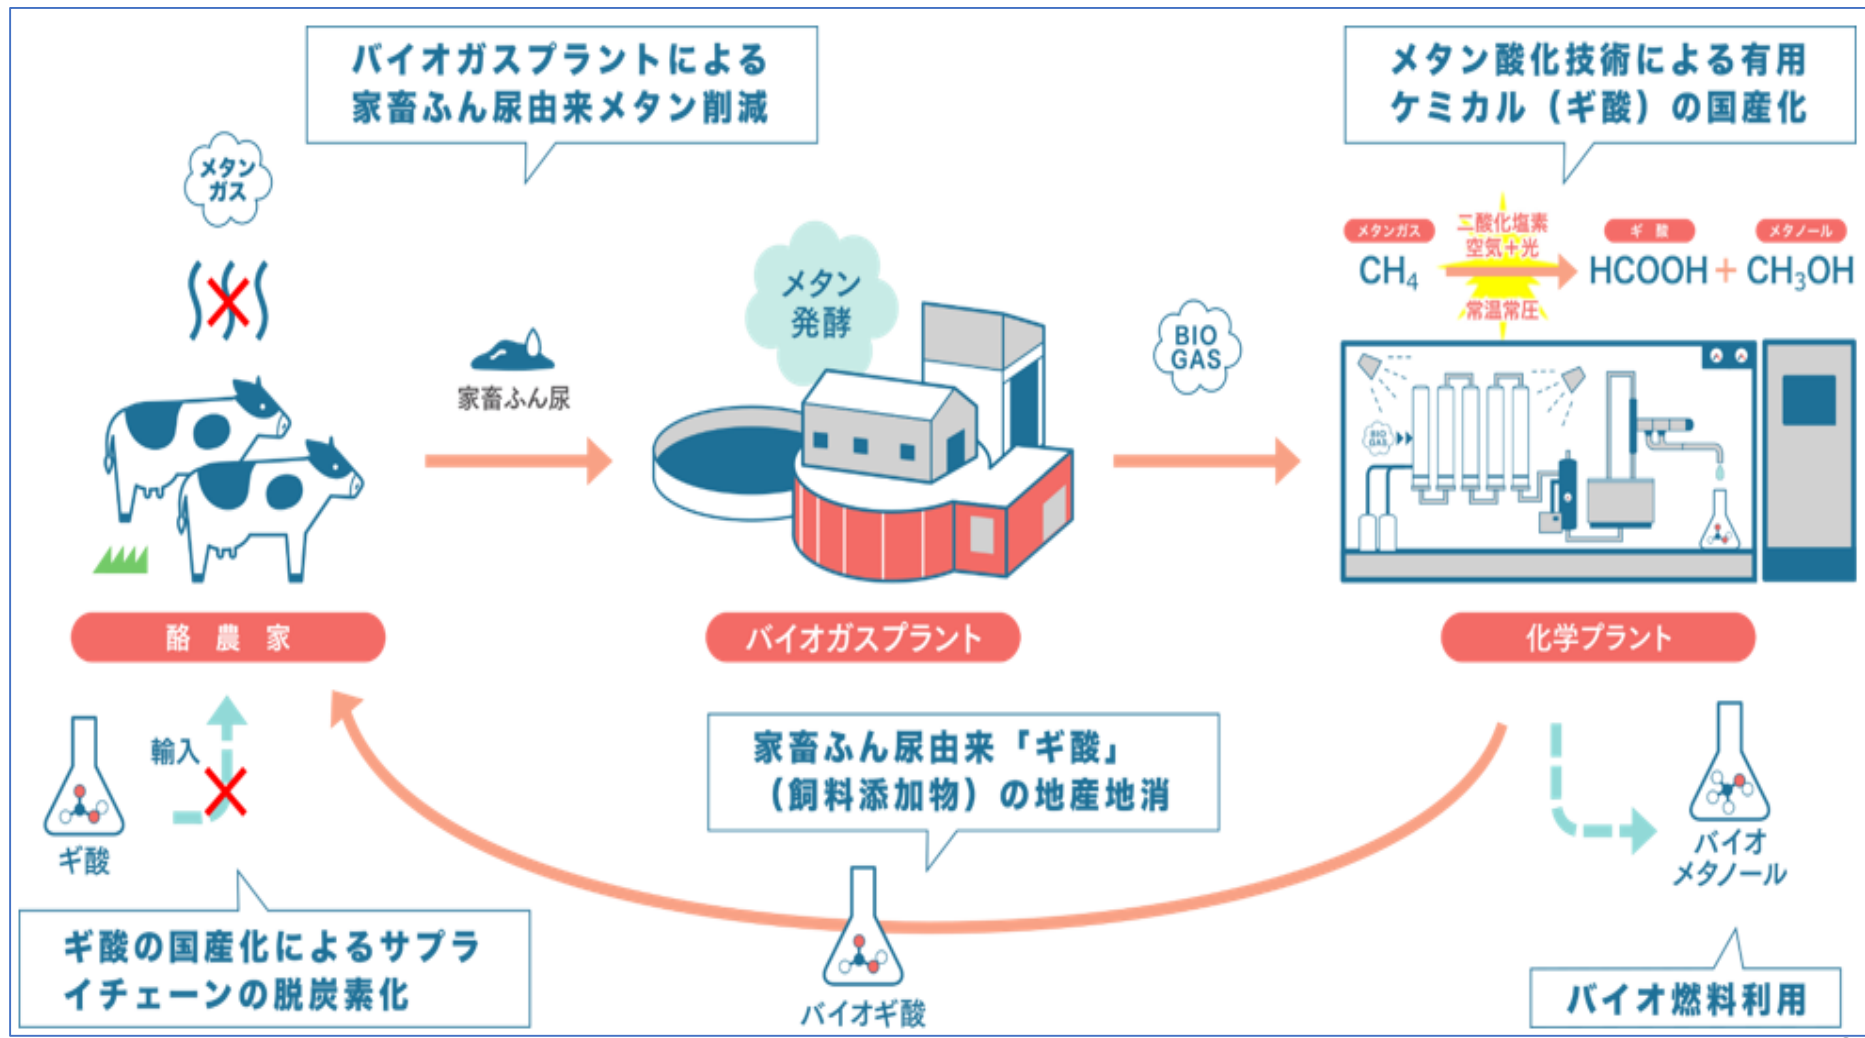 バイオガスプラントによる
家畜ふん尿由来メタン削減
メタン酸化技術による有用
ケミカル（ギ酸）の国産化
メタン
ガス
メタン
発酵
家畜ふん尿
BIO
GAS
メタンガス
二酸化塩素
空気＋光
常温常圧
ギ 酸
メタノール
CH₄
HCOOH + CH₃OH
BIO
GAS
酪 農 家
バイオガスプラント
化学プラント
輸入
ギ酸
家畜ふん尿由来「ギ酸」
（飼料添加物）の地産地消
バイオ
メタノール
ギ酸の国産化によるサプラ
イチェーンの脱炭素化
バイオギ酸
バイオ燃料利用